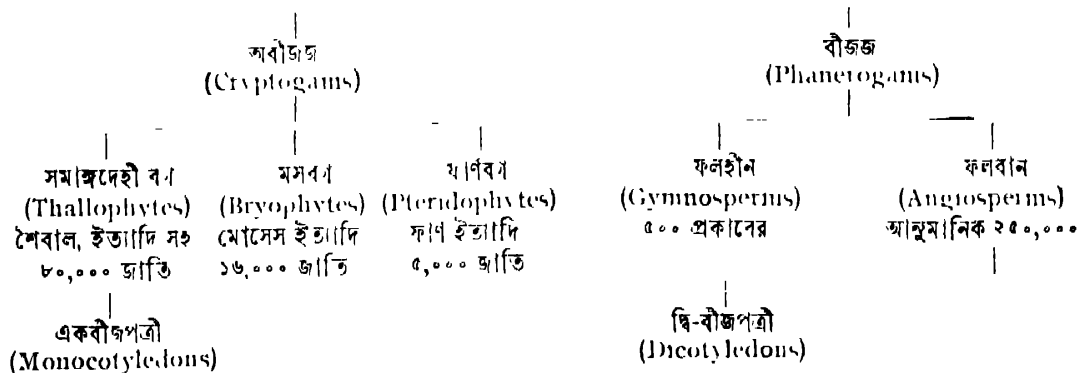 অবীজজ
(Cryptogams)
বীজজ
(Phanerogams)
সমাঙ্গদেহী বর্গ
(Thallophytes)
শৈবাল, ইত্যাদি সহ
৮০,০০০ জাতি
মসবর্গ
(Bryophytes)
মোসেস ইত্যাদি
১৬,০০০ জাতি
ফার্ণবর্গ
(Pteridophytes)
ফার্ণ ইত্যাদি
৫,০০০ জাতি
ফলহীন
(Gymnosperms)
৫০০ প্রকারের
ফলবান
(Angiosperms)
আনুমানিক ২৫০,০০০
একবীজপত্রী
(Monocotyledons)
দ্বি-বীজপত্রী
(Dicotyledons)